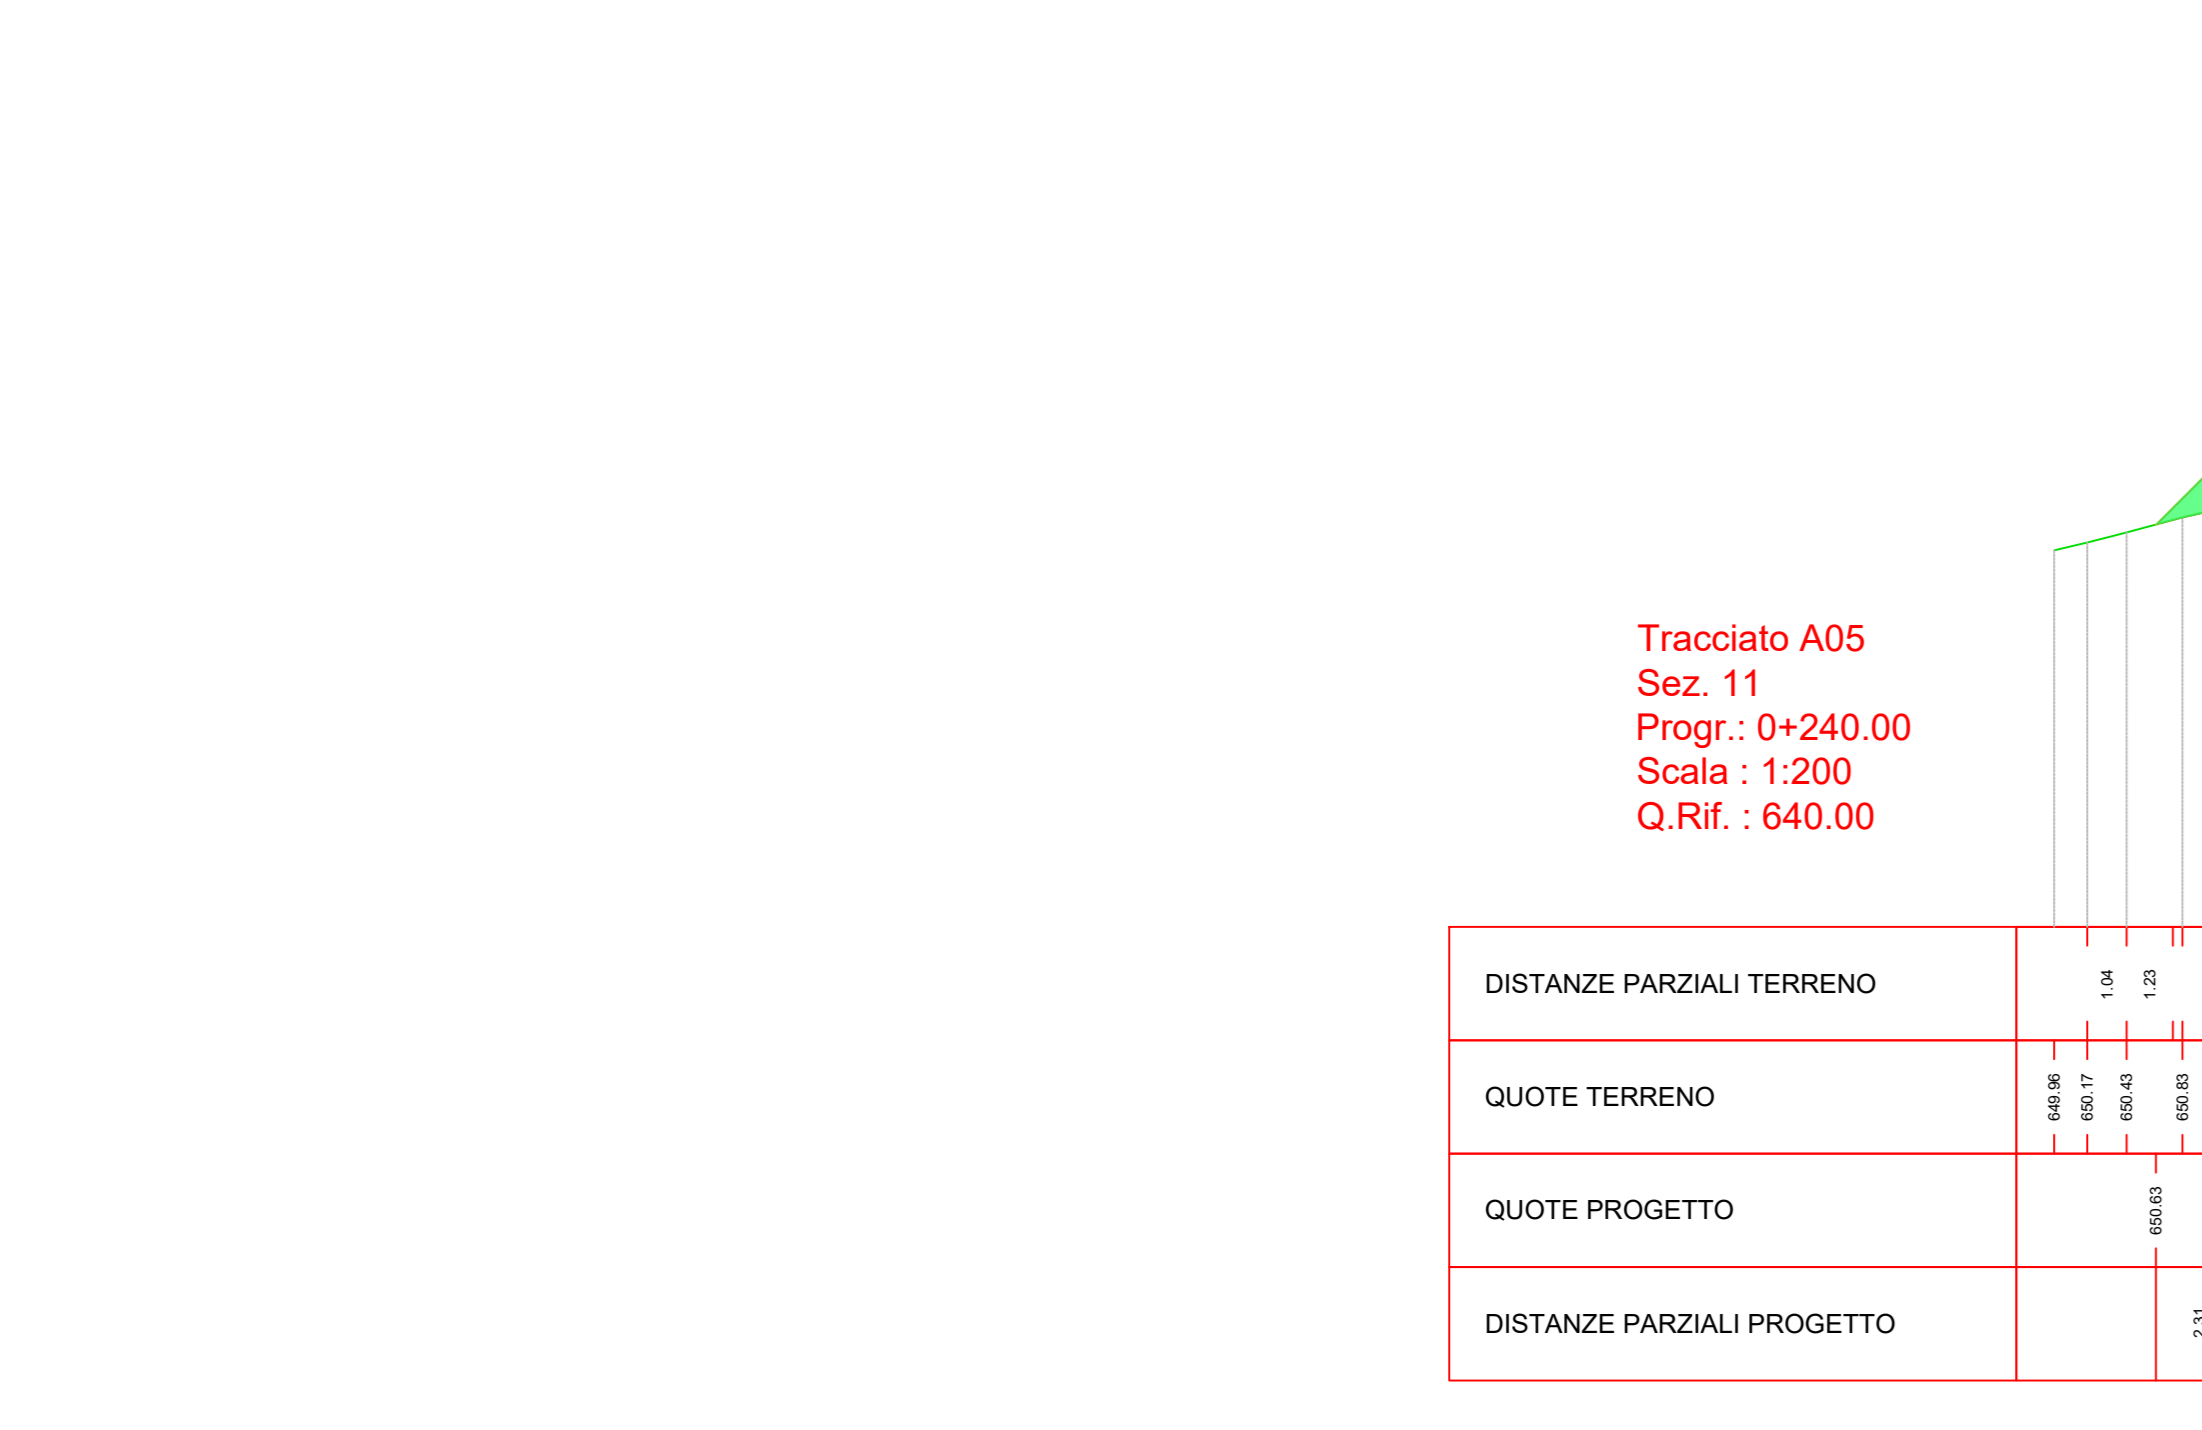 Tracciato A05
Sez. 11
Progr.: 0+240.00
Scala : 1:200
Q.Rif. : 640.00
DISTANZE PARZIALI TERRENO 1.04 1.23
QUOTE TERRENO 649.96 650.17 650.43 650.83
QUOTE PROGETTO 650.63
DISTANZE PARZIALI PROGETTO 2.31